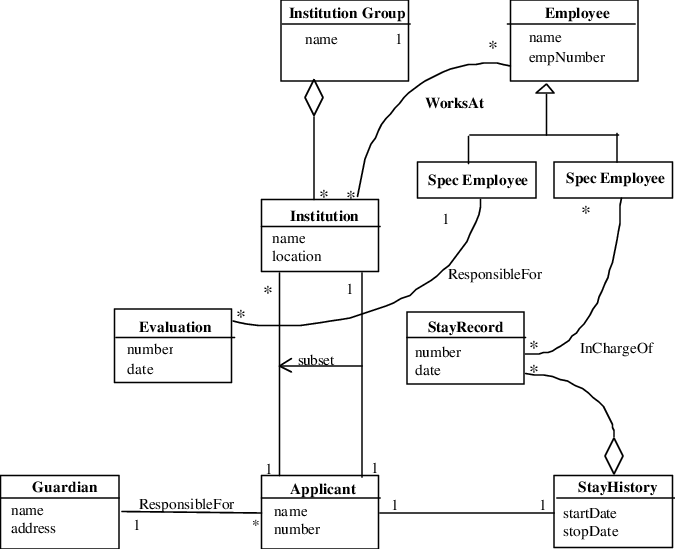 Institution Group
name 1
Employee
name
empNumber
*
WorksAt
Spec Employee
Spec Employee
* *
1
*
Institution
name
location
ResponsibleFor
* 1
*
Evaluation
number
date
StayRecord
number
date
*
InChargeOf
*
subset
1 1
Guardian
name
address
ResponsibleFor
1 *
Applicant
name
number
1 1
StayHistory
startDate
stopDate